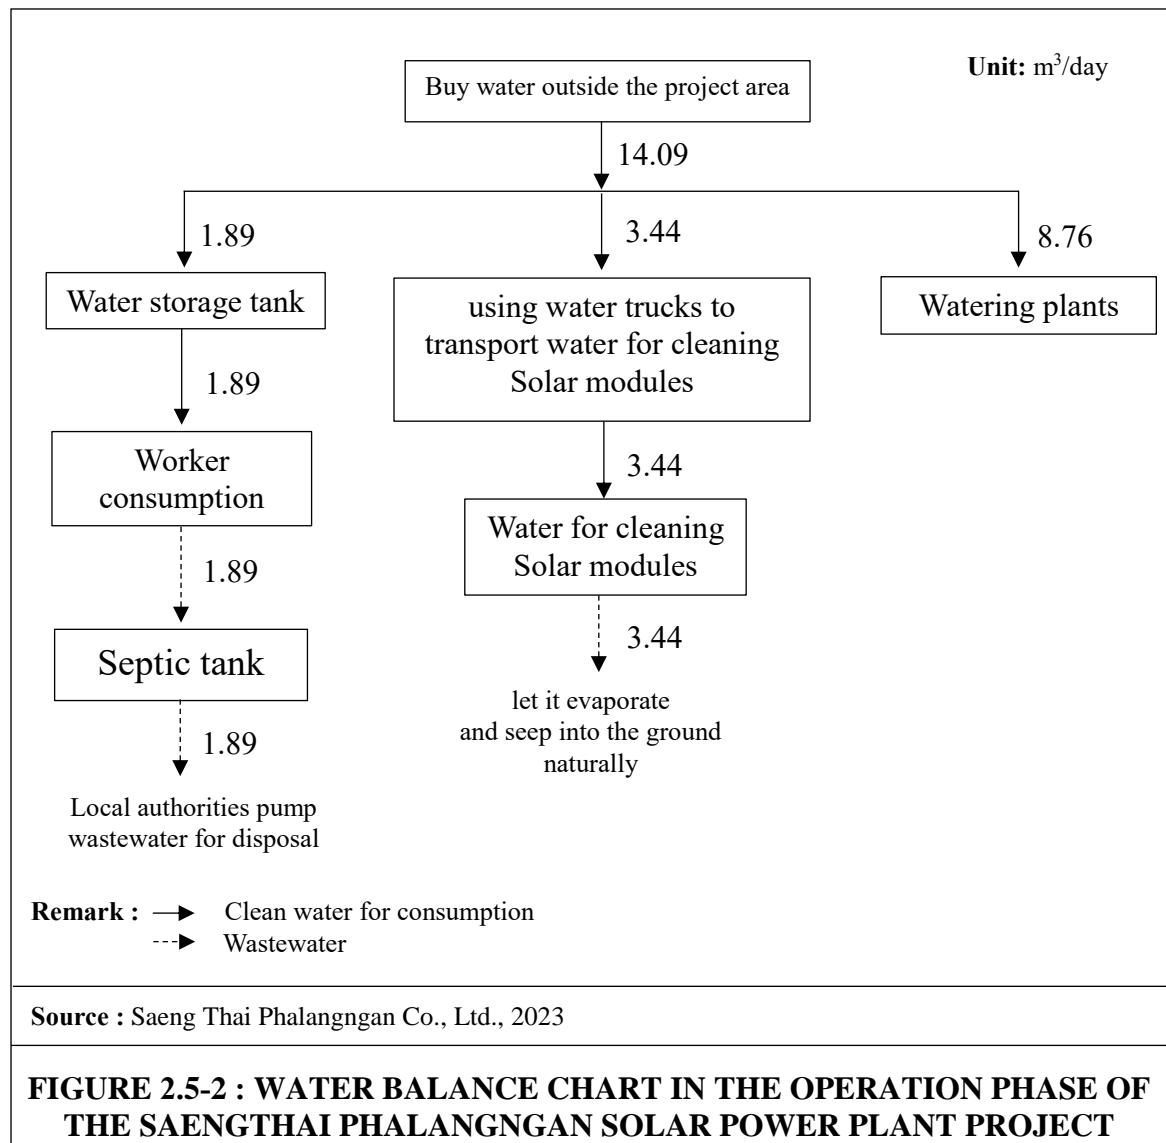 Unit: m³/day
Buy water outside the project area
14.09
1.89
3.44
8.76
Water storage tank
using water trucks to
transport water for cleaning
Solar modules
Watering plants
1.89
Worker
consumption
3.44
Water for cleaning
Solar modules
1.89
3.44
Septic tank
let it evaporate
and seep into the ground
naturally
1.89
Local authorities pump
wastewater for disposal
Remark : Clean water for consumption
Wastewater
Source : Saeng Thai Phalangngan Co., Ltd., 2023
FIGURE 2.5-2 : WATER BALANCE CHART IN THE OPERATION PHASE OF
THE SAENGTHAI PHALANGNGAN SOLAR POWER PLANT PROJECT